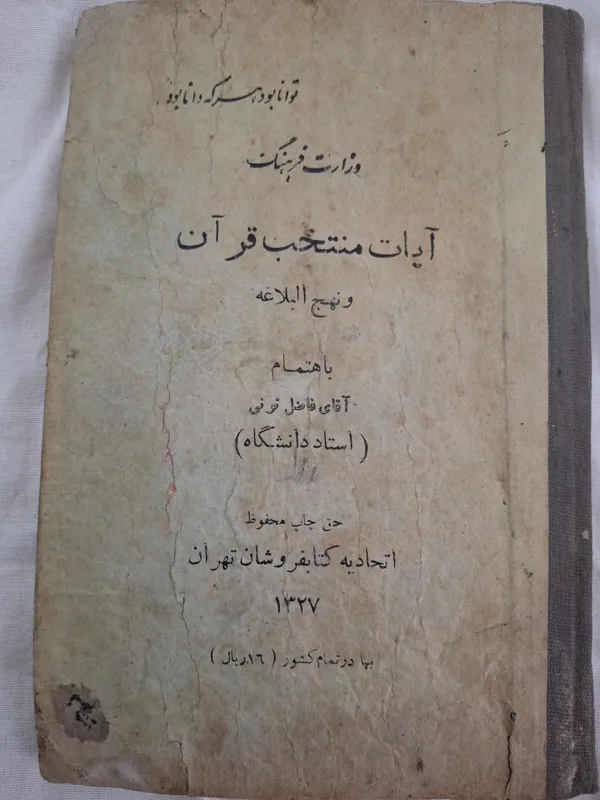 توانا بود هر که دانا بود
وزارت فرهنگ
آیات منتخب قرآن
و نهج البلاغه
باهتمام
آقای فاضل تونی
(استاد دانشگاه)
حق چاپ محفوظ
اتحادیه کتابفروشان تهران
۱۳۲۷
بها در تمام کشور (۱۶ ریال)